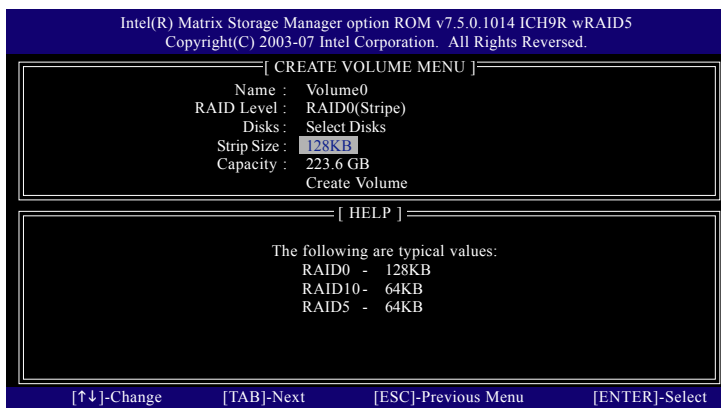 Intel(R) Matrix Storage Manager option ROM v7.5.0.1014 ICH9R wRAID5
Copyright(C) 2003-07 Intel Corporation. All Rights Reversed.
[ CREATE VOLUME MENU ]
Name : Volume0
RAID Level : RAID0(Stripe)
Disks : Select Disks
Strip Size : 128KB
Capacity : 223.6 GB
Create Volume
[ HELP ]
The following are typical values:
RAID0 - 128KB
RAID10 - 64KB
RAID5 - 64KB
[↑↓]-Change [TAB]-Next [ESC]-Previous Menu [ENTER]-Select